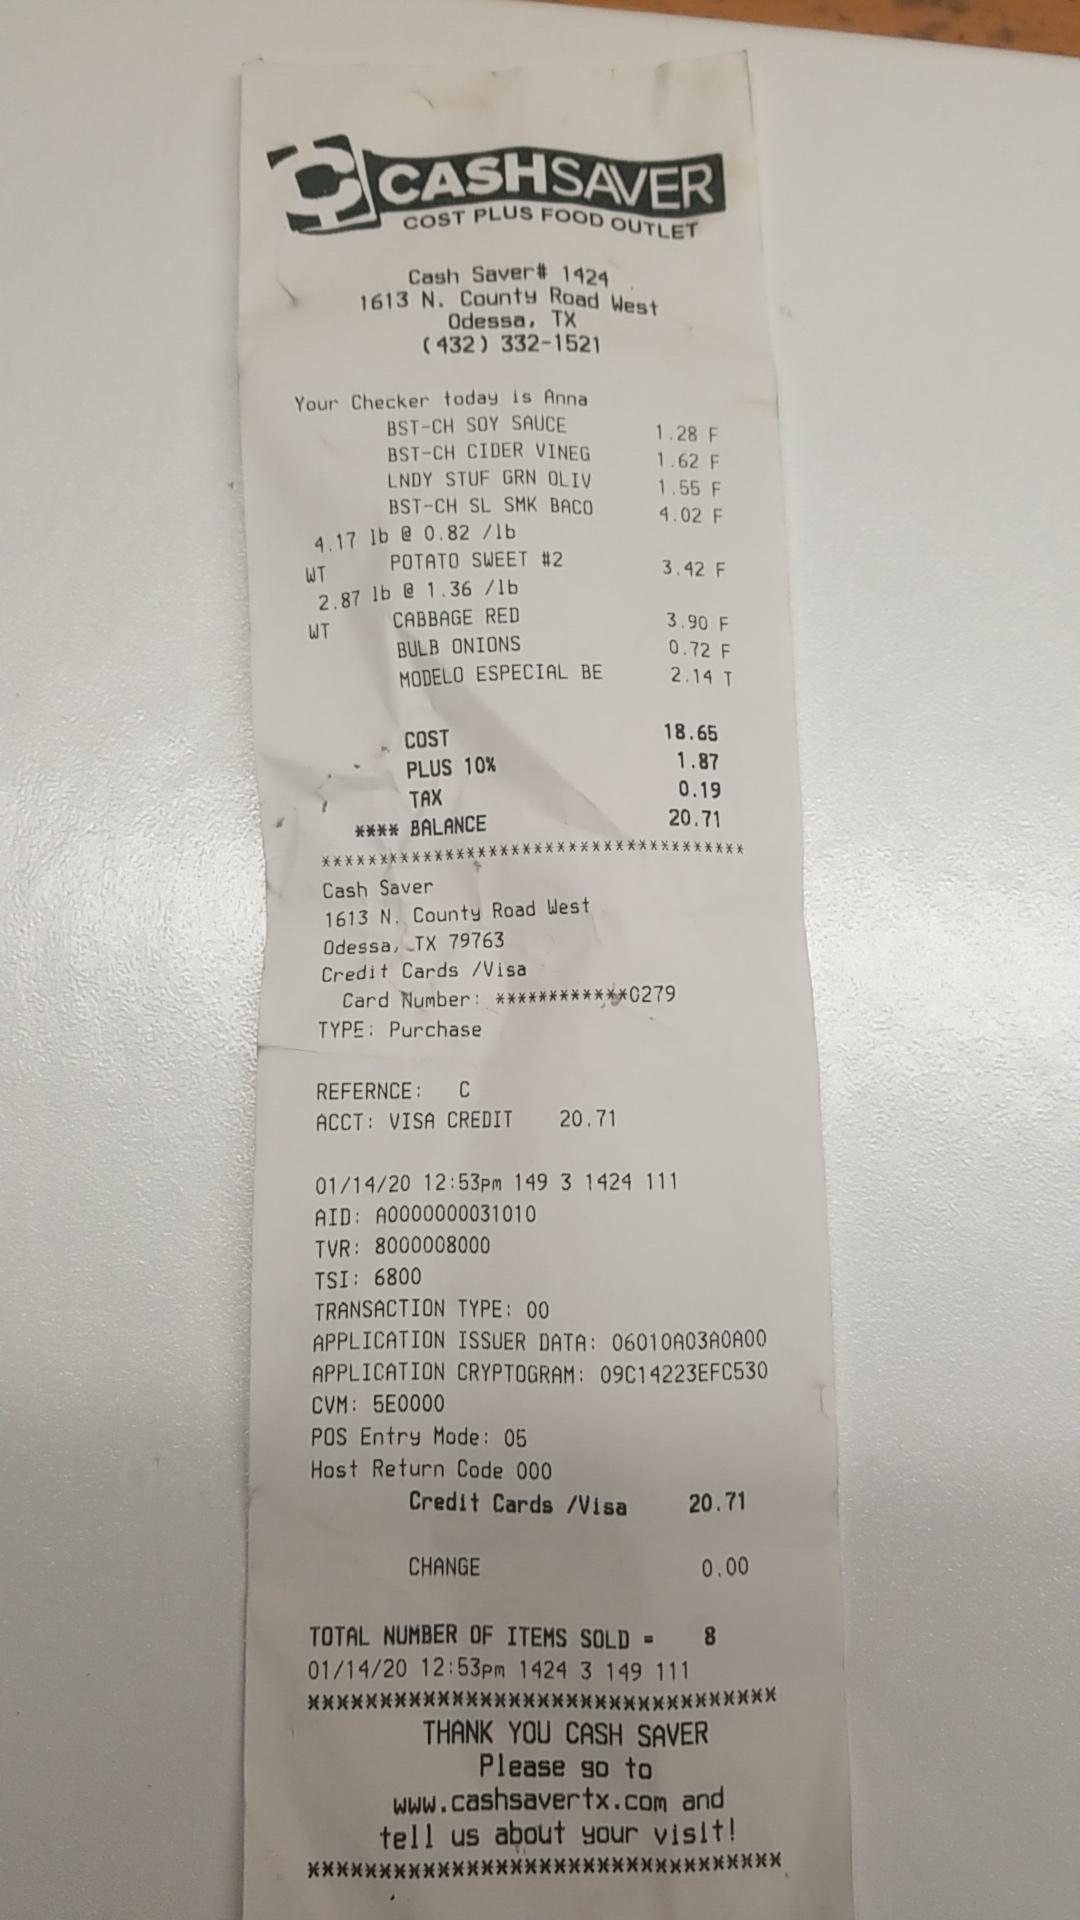 CASHSAVER
COST PLUS FOOD OUTLET
Cash Saver# 1424
1613 N. County Road West
Odessa, TX
(432) 332-1521
Your Checker today is Anna
BST-CH SOY SAUCE 1.28 F
BST-CH CIDER VINEG 1.62 F
LNDY STUF GRN OLIV 1.55 F
BST-CH SL SMK BACO 4.02 F
4.17 lb @ 0.82 /lb
WT POTATO SWEET #2 3.42 F
2.87 lb @ 1.36 /lb
WT CABBAGE RED 3.90 F
BULB ONIONS 0.72 F
MODELO ESPECIAL BE 2.14 T
COST 18.65
PLUS 10% 1.87
TAX 0.19
**** BALANCE 20.71
************************************
Cash Saver
1613 N. County Road West
Odessa, TX 79763
Credit Cards /Visa
Card Number: ************0279
TYPE: Purchase
REFERNCE: C
ACCT: VISA CREDIT 20.71
01/14/20 12:53pm 149 3 1424 111
AID: A0000000031010
TVR: 8000008000
TSI: 6800
TRANSACTION TYPE: 00
APPLICATION ISSUER DATA: 06010A03A0A00
APPLICATION CRYPTOGRAM: 09C14223EFC530
CVM: 5E0000
POS Entry Mode: 05
Host Return Code 000
Credit Cards /Visa 20.71
CHANGE 0.00
TOTAL NUMBER OF ITEMS SOLD = 8
01/14/20 12:53pm 1424 3 149 111
*********************************
THANK YOU CASH SAVER
Please go to
www.cashsavertx.com and
tell us about your visit!
*********************************